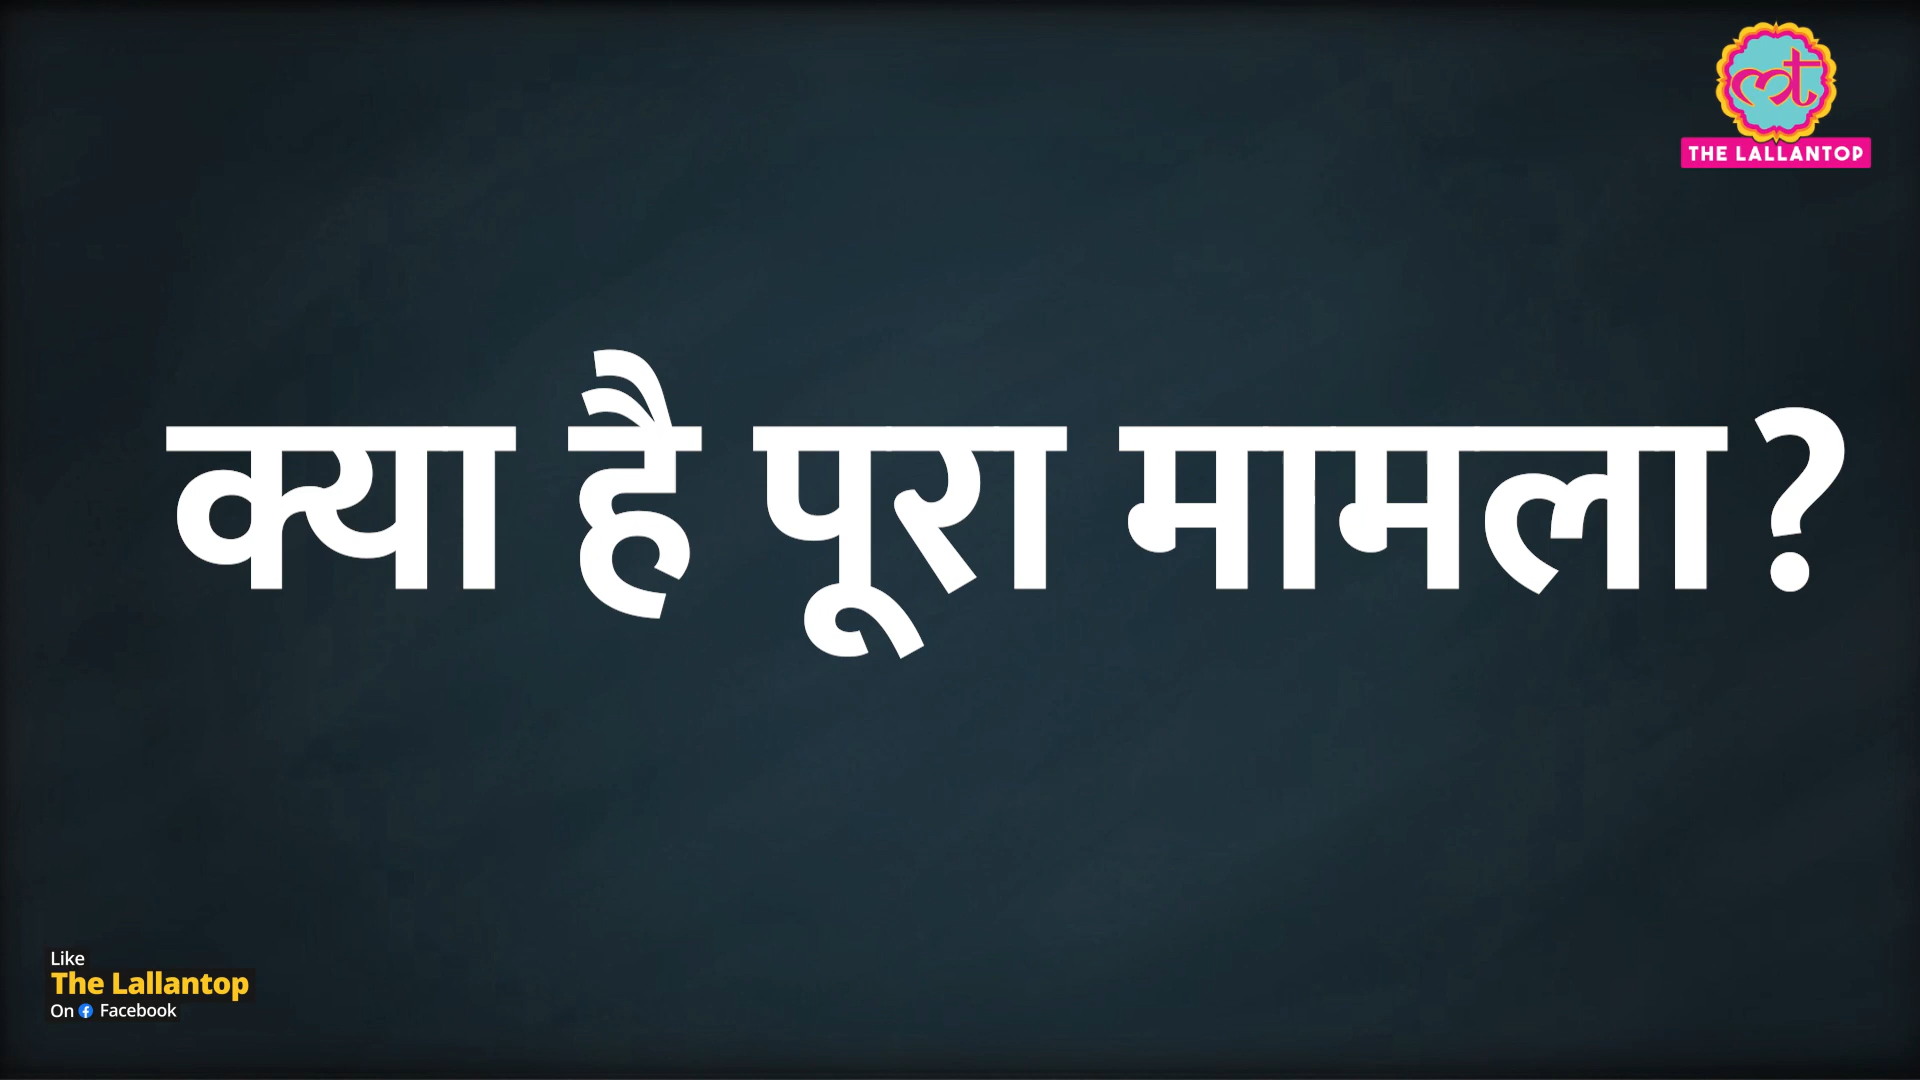 THE LALLANTOP
क्या है पूरा मामला?
Like
The Lallantop
On Facebook